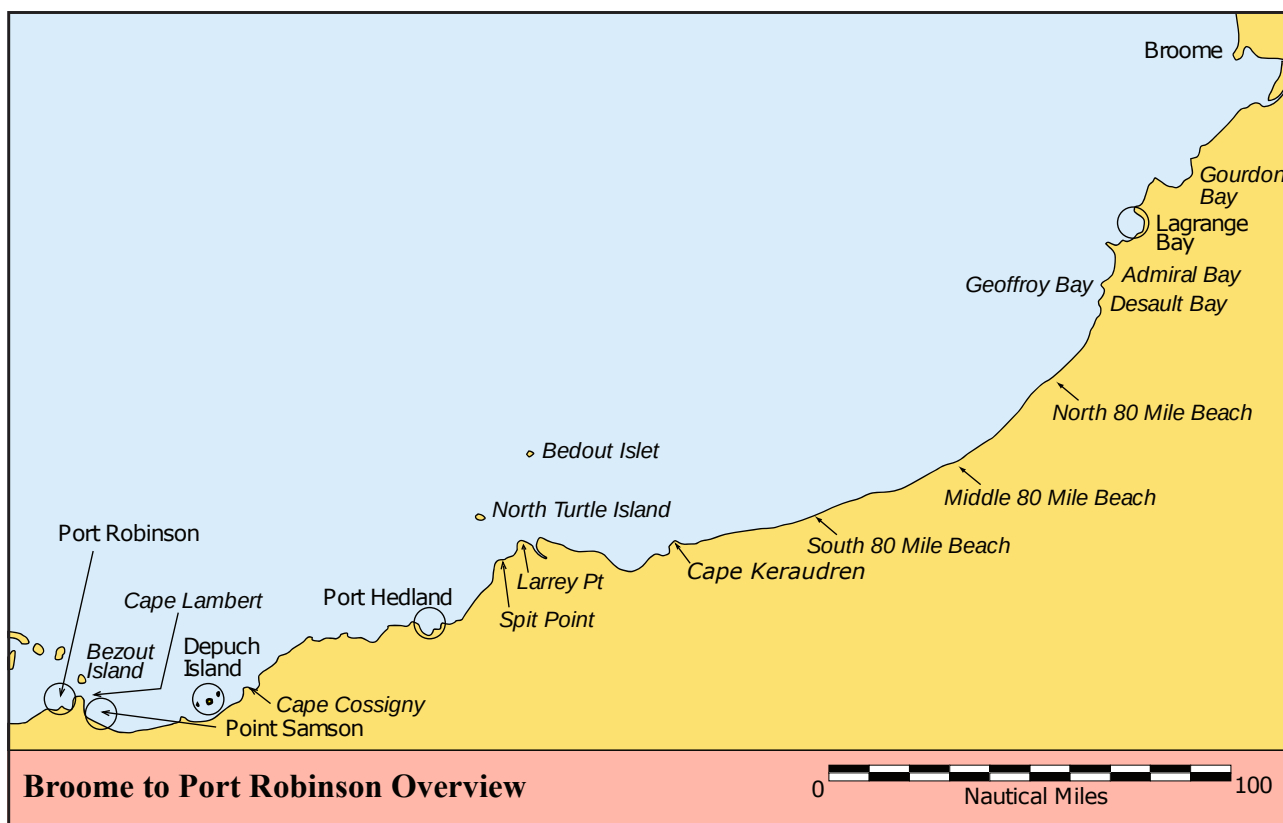 Broome
Gourdon
Bay
Lagrange
Bay
Geoffroy Bay
Admiral Bay
Desault Bay
North 80 Mile Beach
Bedout Islet
Middle 80 Mile Beach
North Turtle Island
Port Robinson
South 80 Mile Beach
Cape Keraudren
Larrey Pt
Cape Lambert
Port Hedland
Spit Point
Bezout
Island
Depuch
Island
Cape Cossigny
Point Samson
Broome to Port Robinson Overview
0
100
Nautical Miles